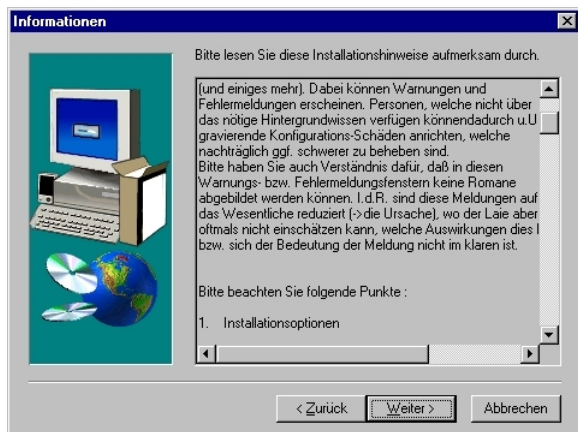 Informationen
Bitte lesen Sie diese Installationshinweise aufmerksam durch.
(und einiges mehr). Dabei können Warnungen und
Fehlermeldungen erscheinen. Personen, welche nicht über
das nötige Hintergrundwissen verfügen könnendadurch u.U
gravierende Konfigurations-Schäden anrichten, welche
nachträglich ggf. schwerer zu beheben sind.
Bitte haben Sie auch Verständnis dafür, daß in diesen
Warnungs- bzw. Fehlermeldungsfenstern keine Romane
abgebildet werden können. I.d.R. sind diese Meldungen auf
das Wesentliche reduziert (->die Ursache), wo der Laie aber
oftmals nicht einschätzen kann, welche Auswirkungen dies
bzw. sich der Bedeutung der Meldung nicht im klaren ist.
Bitte beachten Sie folgende Punkte :
1. Installationsoptionen
< Zurück
Weiter >
Abbrechen